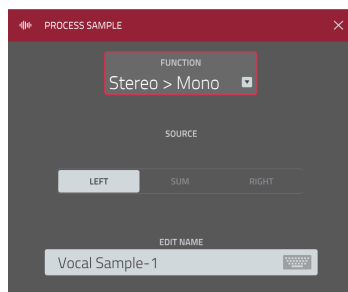 PROCESS SAMPLE
FUNCTION
Stereo > Mono
SOURCE
LEFT SUM RIGHT
EDIT NAME
Vocal Sample-1